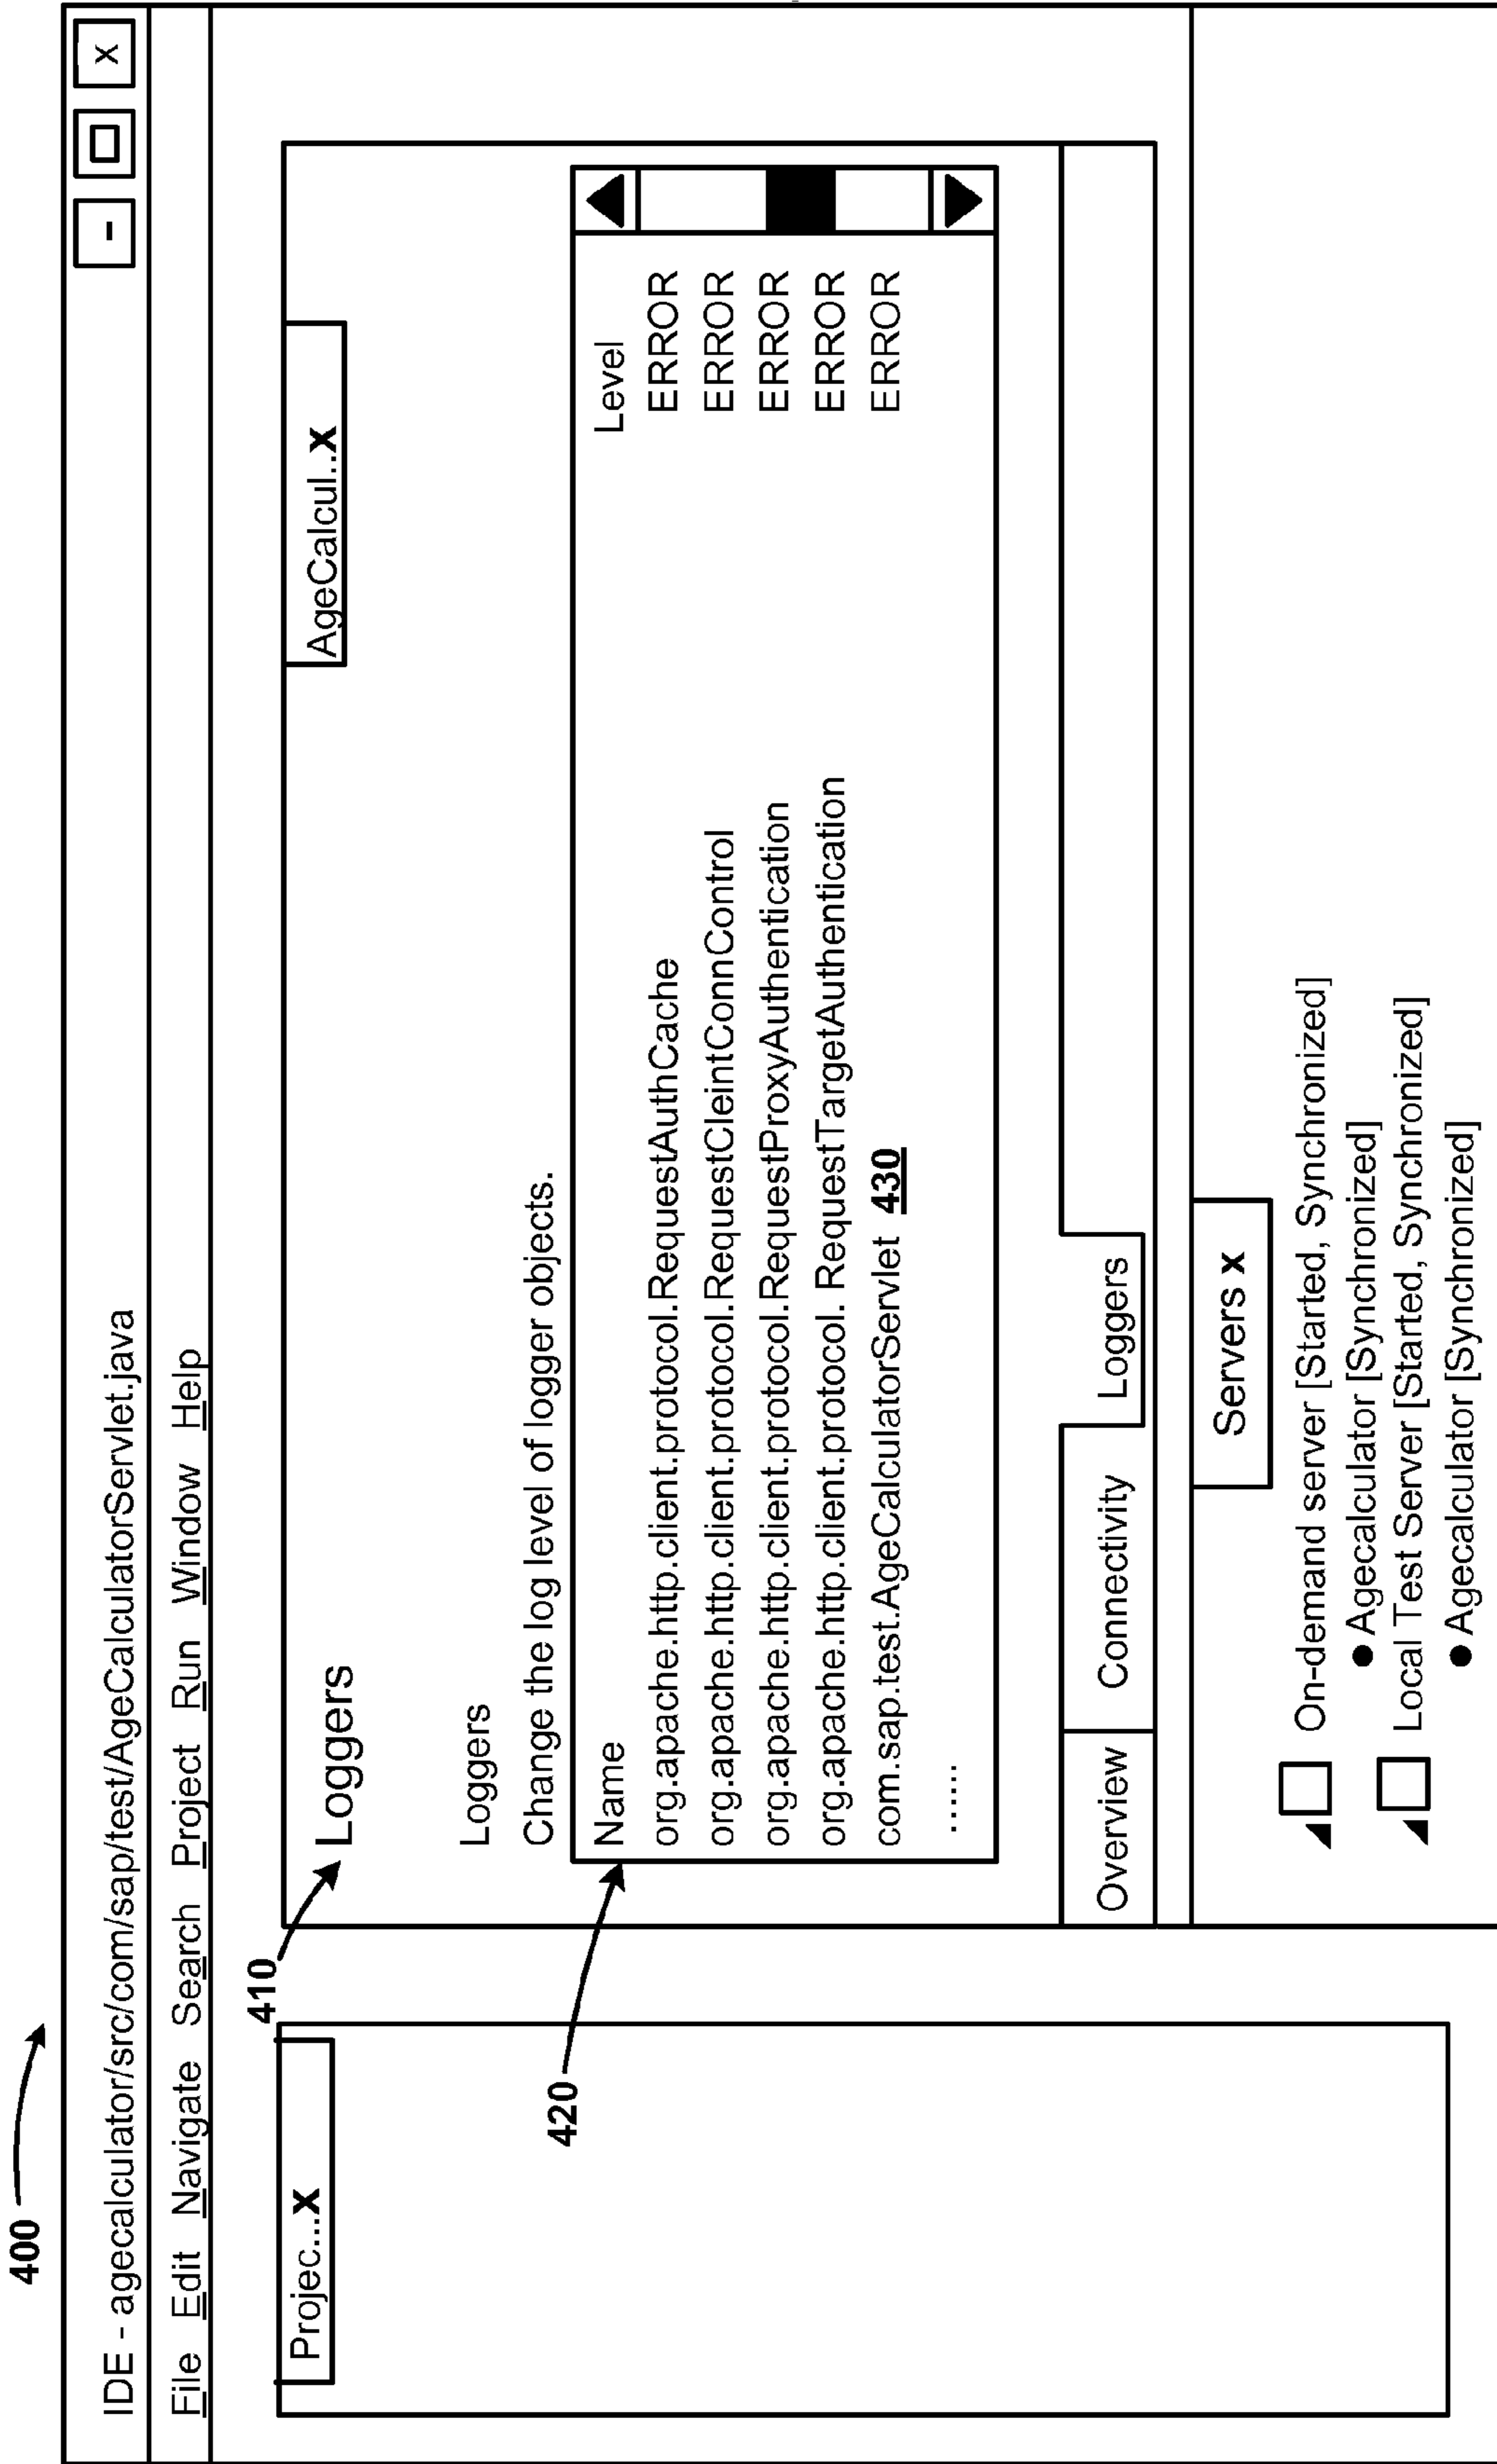 400
IDE - agecalculator/src/com/sap/test/AgeCalculatorServlet.java
- x
File Edit Navigate Search Project Run Window Help
410
Projec...x
AgeCalcul..x
Loggers
Loggers
Change the log level of logger objects.
420
Name Level
org.apache.http.client.protocol.RequestAuthCache ERROR
org.apache.http.client.protocol.RequestCleintConnControl ERROR
org.apache.http.client.protocol.RequestProxyAuthentication ERROR
org.apache.http.client.protocol. RequestTargetAuthentication ERROR
com.sap.test.AgeCalculatorServlet 430 ERROR
......
Overview Connectivity Loggers
Servers x
On-demand server [Started, Synchronized]
● Agecalculator [Synchronized]
Local Test Server [Started, Synchronized]
● Agecalculator [Synchronized]